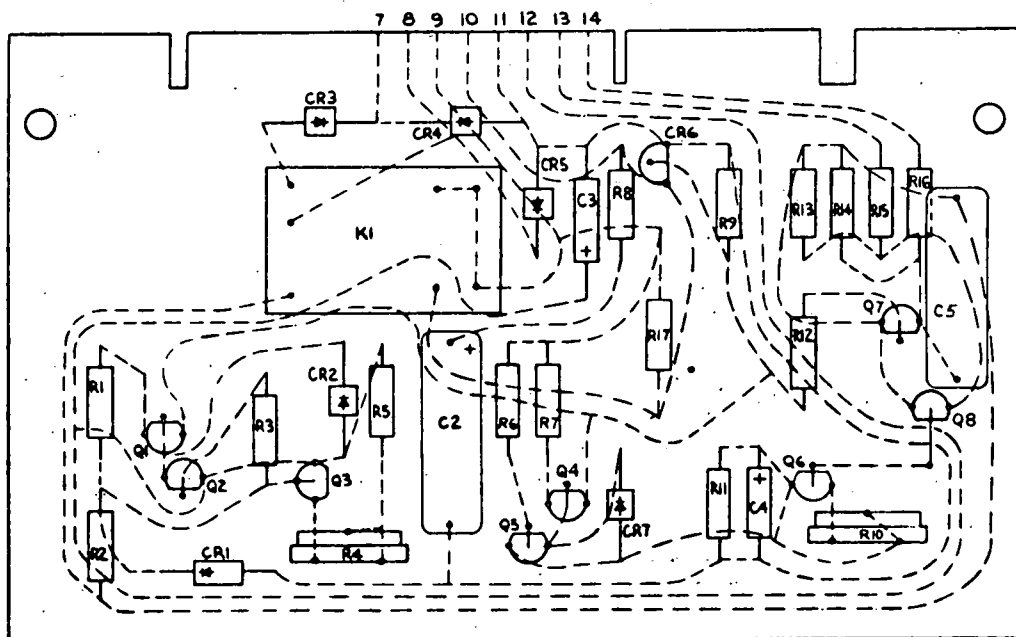 7 8 9 10 11 12 13 14
CR3
CR4
CR6
CR5
C3
R8
R9
R13
R14
R15
R16
K1
C5
Q7
R17
R12
+
+
R1
CR2
R5
C2
R6
R7
R3
Q8
Q1
Q2
Q3
Q4
Q6
R11
+
C4
CR7
Q5
R2
CR1
R4
R10